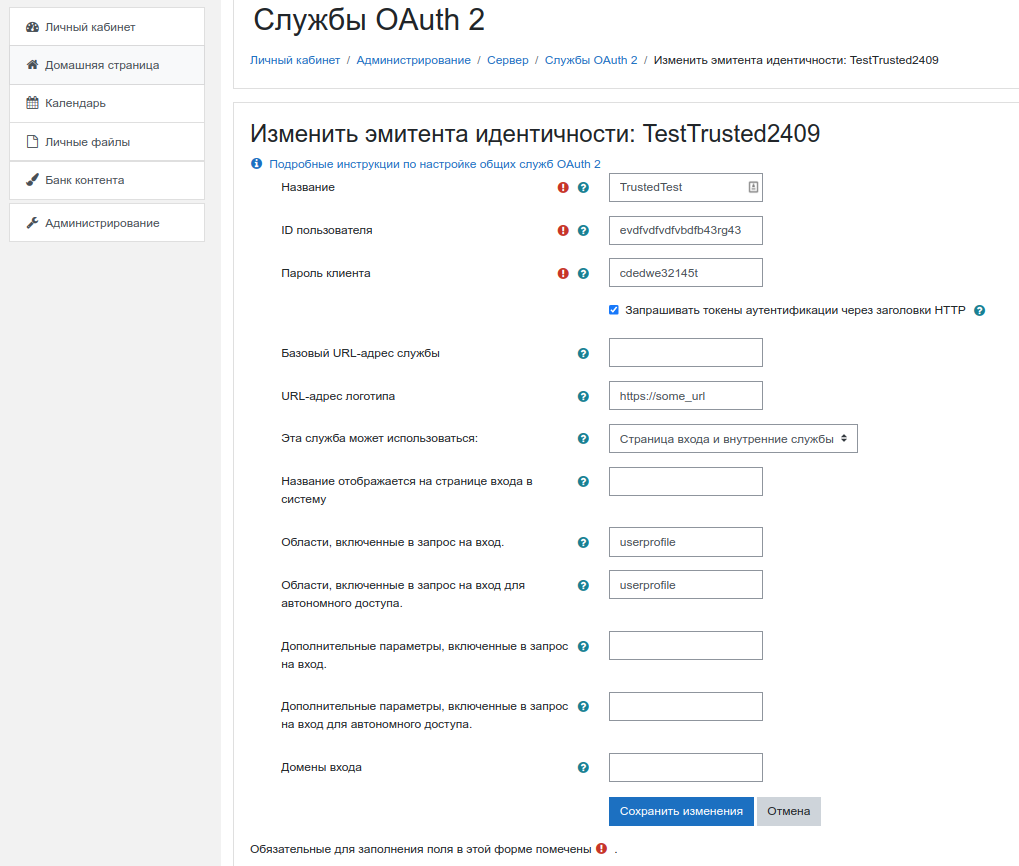 Личный кабинет
Домашняя страница
Календарь
Личные файлы
Банк контента
Администрирование
Службы OAuth 2
Личный кабинет / Администрирование / Сервер / Службы OAuth 2 / Изменить эмитента идентичности: TestTrusted2409
Изменить эмитента идентичности: TestTrusted2409
Подробные инструкции по настройке общих служб OAuth 2
Название TrustedTest
ID пользователя evdfvdfvdfvbdfb43rg43
Пароль клиента cdedwe32145t
Запрашивать токены аутентификации через заголовки HTTP
Базовый URL-адрес службы
URL-адрес логотипа https://some_url
Эта служба может использоваться: Страница входа и внутренние службы
Название отображается на странице входа в
систему
Области, включенные в запрос на вход. userprofile
Области, включенные в запрос на вход для userprofile
автономного доступа.
Дополнительные параметры, включенные в запрос
на вход.
Дополнительные параметры, включенные в запрос
на вход для автономного доступа.
Домены входа
Сохранить изменения Отмена
Обязательные для заполнения поля в этой форме помечены .